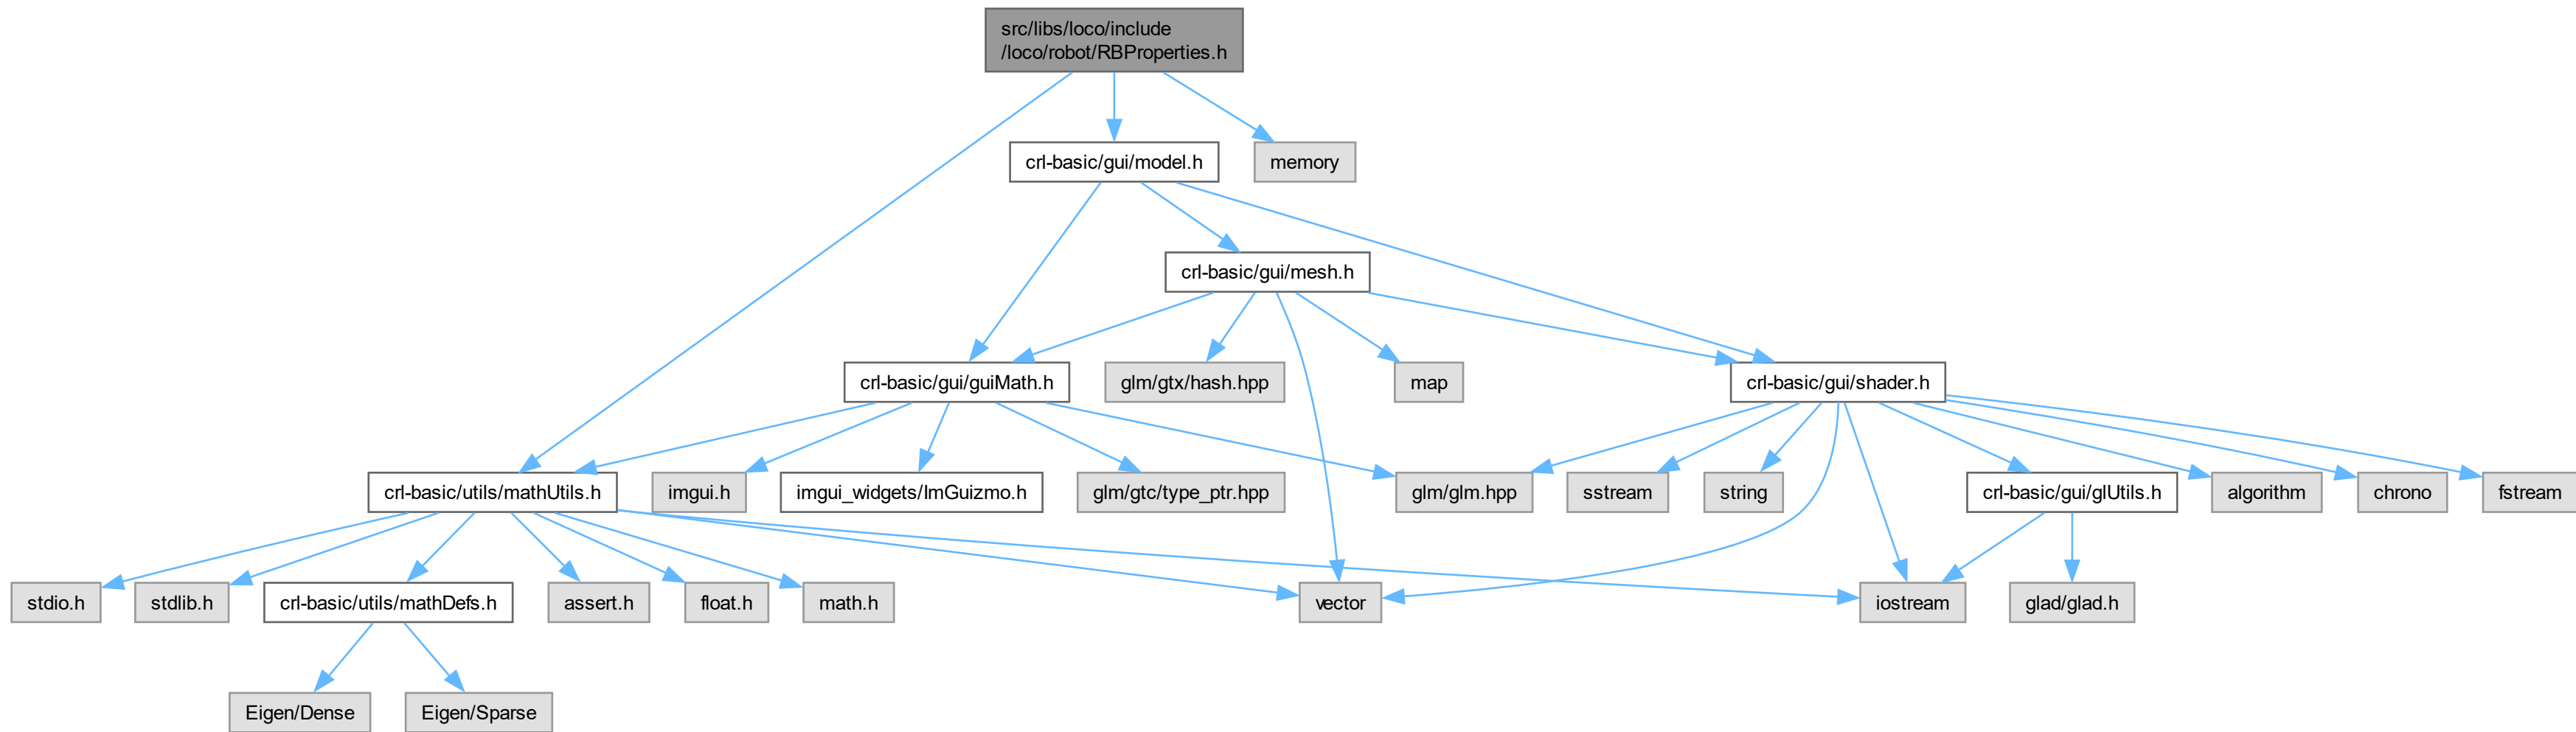 src/libs/loco/include
/loco/robot/RBProperties.h
crl-basic/gui/model.h
memory
crl-basic/gui/mesh.h
crl-basic/gui/guiMath.h
glm/gtx/hash.hpp
map
crl-basic/gui/shader.h
crl-basic/utils/mathUtils.h
imgui.h
imgui_widgets/ImGuizmo.h
glm/gtc/type_ptr.hpp
glm/glm.hpp
sstream
string
crl-basic/gui/glUtils.h
algorithm
chrono
fstream
stdio.h
stdlib.h
crl-basic/utils/mathDefs.h
assert.h
float.h
math.h
vector
iostream
glad/glad.h
Eigen/Dense
Eigen/Sparse